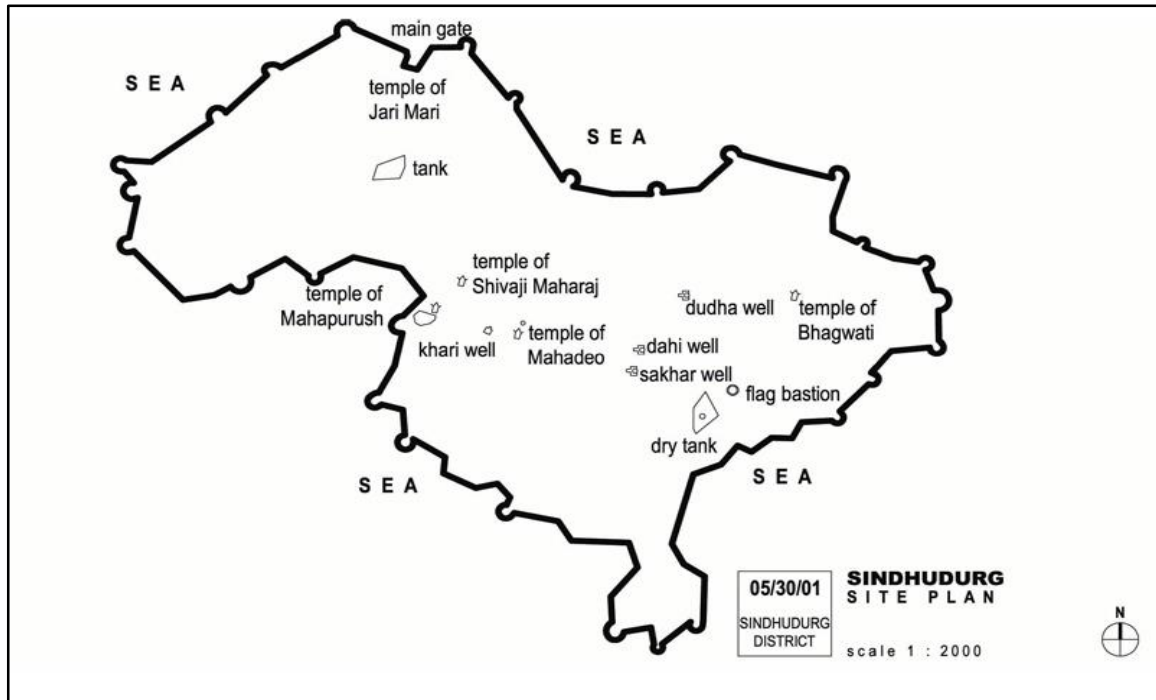 main gate
S E A
temple of
Jari Mari
S E A
tank
temple of
Shivaji Maharaj
temple of
Mahapurush
dudha well
temple of
Bhagwati
khari well
temple of
Mahadeo
dahi well
sakhar well
flag bastion
dry tank
S E A
S E A
05/30/01
SINDHUDURG
DISTRICT
SINDHUDURG
SITE PLAN
scale 1 : 2000
N